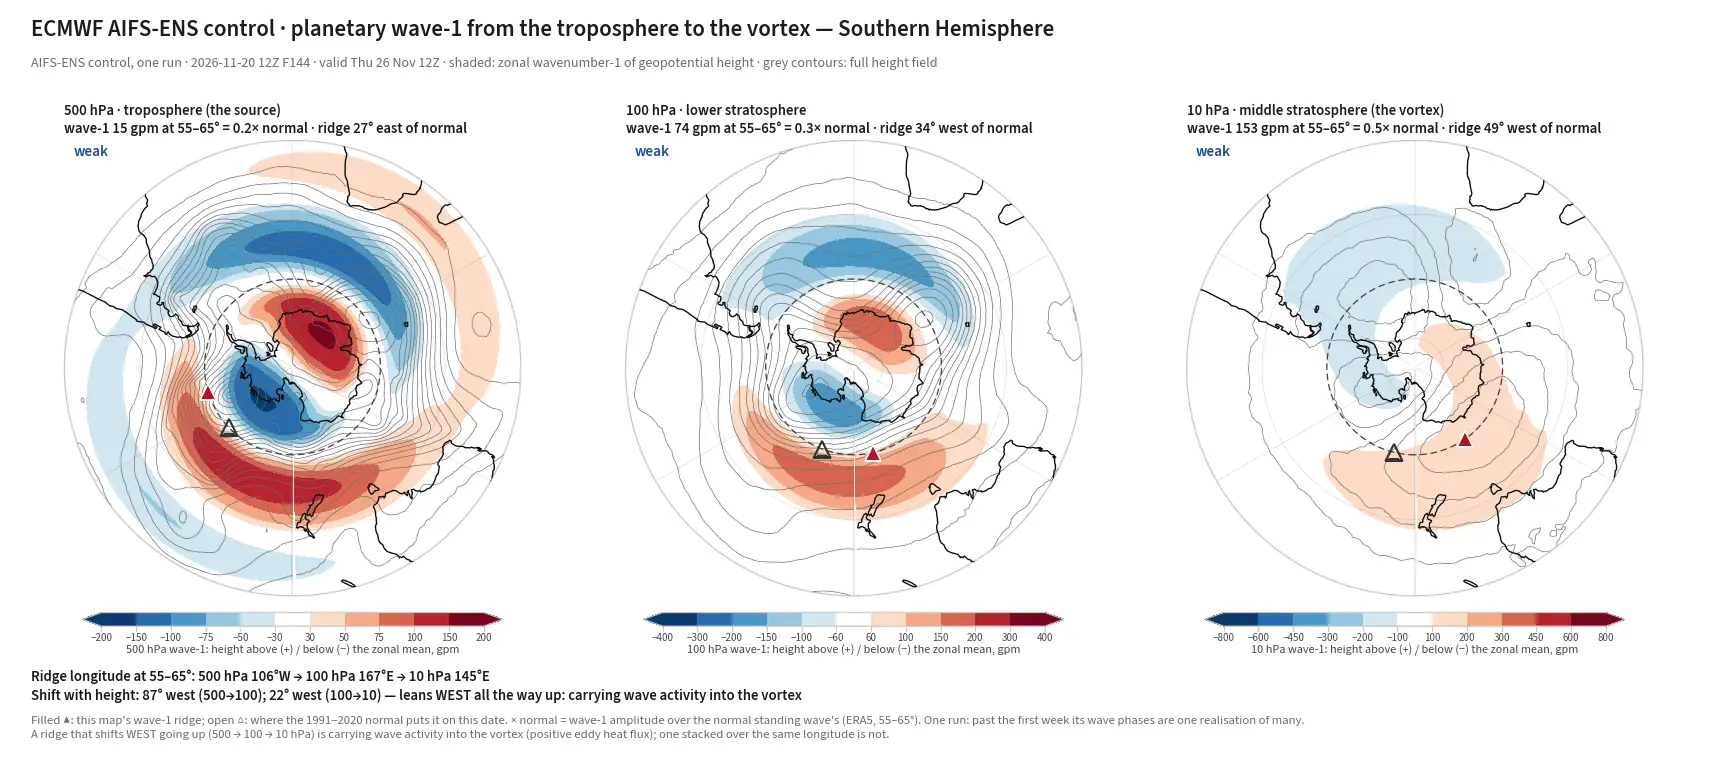 ECMWF AIFS-ENS control · planetary wave-1 from the troposphere to the vortex — Southern Hemisphere
AIFS-ENS control, one run · 2026-11-20 12Z F144 · valid Thu 26 Nov 12Z · shaded: zonal wavenumber-1 of geopotential height · grey contours: full height field
500 hPa · troposphere (the source)
wave-1 15 gpm at 55–65° = 0.2× normal · ridge 27° east of normal
weak
100 hPa · lower stratosphere
wave-1 74 gpm at 55–65° = 0.3× normal · ridge 34° west of normal
weak
10 hPa · middle stratosphere (the vortex)
wave-1 153 gpm at 55–65° = 0.5× normal · ridge 49° west of normal
weak
−200 −150 −100 −75 −50 −30 30 50 75 100 150 200
500 hPa wave-1: height above (+) / below (−) the zonal mean, gpm
−400 −300 −200 −150 −100 −60 60 100 150 200 300 400
100 hPa wave-1: height above (+) / below (−) the zonal mean, gpm
−800 −600 −450 −300 −200 −100 100 200 300 450 600 800
10 hPa wave-1: height above (+) / below (−) the zonal mean, gpm
Ridge longitude at 55–65°: 500 hPa 106°W → 100 hPa 167°E → 10 hPa 145°E
Shift with height: 87° west (500→100); 22° west (100→10) — leans WEST all the way up: carrying wave activity into the vortex
Filled ▲: this map's wave-1 ridge; open △: where the 1991–2020 normal puts it on this date. × normal = wave-1 amplitude over the normal standing wave's (ERA5, 55–65°). One run: past the first week its wave phases are one realisation of many.
A ridge that shifts WEST going up (500 → 100 → 10 hPa) is carrying wave activity into the vortex (positive eddy heat flux); one stacked over the same longitude is not.